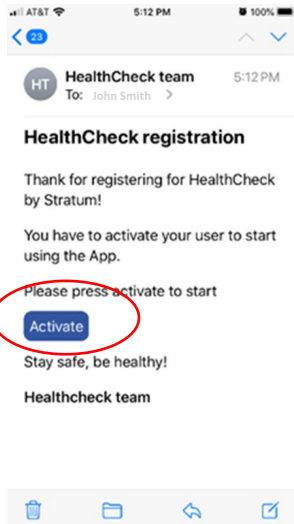 AT&T 5:12 PM 100%
23
HT HealthCheck team 5:12 PM
To: John Smith >
HealthCheck registration
Thank for registering for HealthCheck
by Stratum!
You have to activate your user to start
using the App.
Please press activate to start
Activate
Stay safe, be healthy!
Healthcheck team